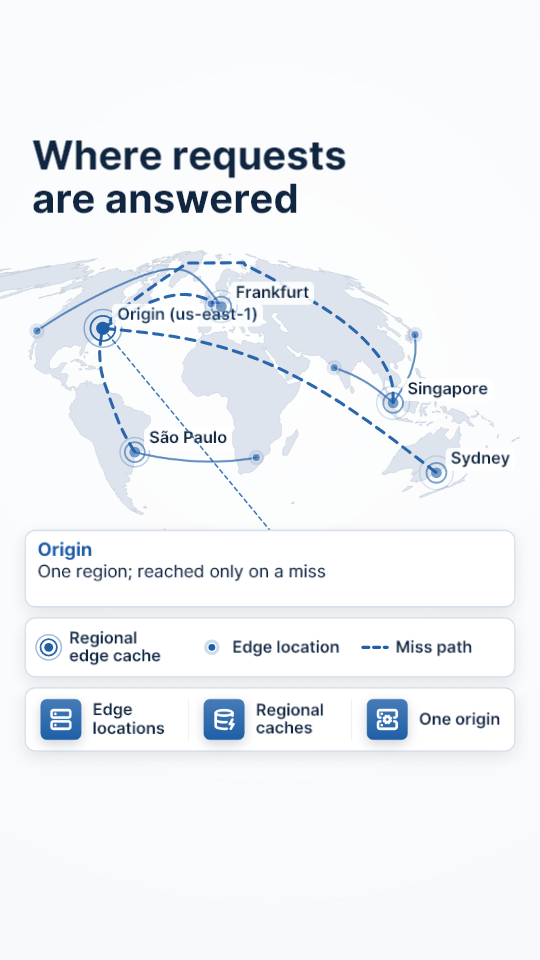 Where requests
are answered
Frankfurt
Origin (us-east-1)
Singapore
São Paulo
Sydney
Origin
One region; reached only on a miss
Regional
edge cache
Edge location
Miss path
Edge
locations
Regional
caches
One origin